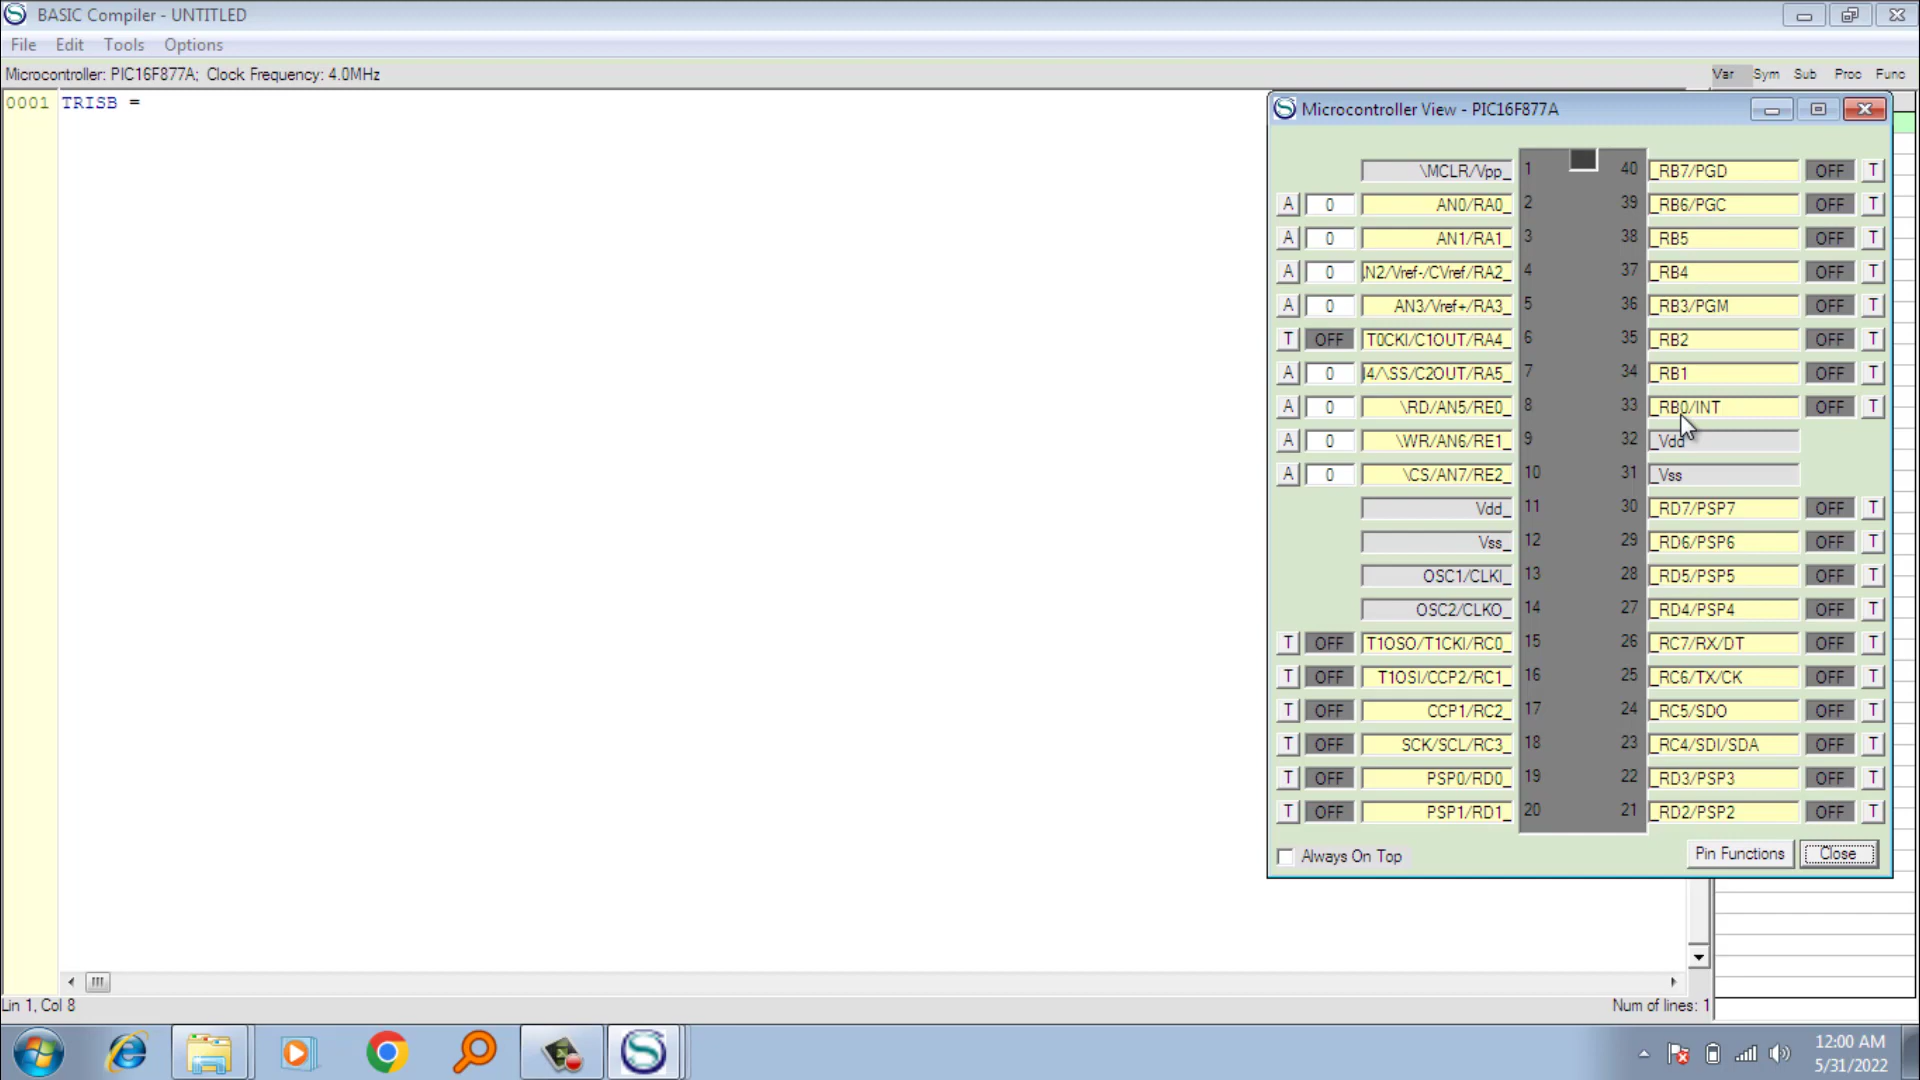 BASIC Compiler - UNTITLED
File Edit Tools Options
Microcontroller: PIC16F877A; Clock Frequency: 4.0MHz
Var Sym Sub Proc Func
0001 TRISB =
Microcontroller View - PIC16F877A
\MCLR/Vpp_ 1 40 _RB7/PGD OFF T
A 0 AN0/RA0_ 2 39 _RB6/PGC OFF T
A 0 AN1/RA1_ 3 38 _RB5 OFF T
A 0 N2/Vref-/CVref/RA2_ 4 37 _RB4 OFF T
A 0 AN3/Vref+/RA3_ 5 36 _RB3/PGM OFF T
T OFF T0CKI/C1OUT/RA4_ 6 35 _RB2 OFF T
A 0 4/\SS/C2OUT/RA5_ 7 34 _RB1 OFF T
A 0 \RD/AN5/RE0_ 8 33 _RB0/INT OFF T
A 0 \WR/AN6/RE1_ 9 32 _Vdd
A 0 \CS/AN7/RE2_ 10 31 _Vss
Vdd_ 11 30 _RD7/PSP7 OFF T
Vss_ 12 29 _RD6/PSP6 OFF T
OSC1/CLKI_ 13 28 _RD5/PSP5 OFF T
OSC2/CLKO_ 14 27 _RD4/PSP4 OFF T
T OFF T1OSO/T1CKI/RC0_ 15 26 _RC7/RX/DT OFF T
T OFF T1OSI/CCP2/RC1_ 16 25 _RC6/TX/CK OFF T
T OFF CCP1/RC2_ 17 24 _RC5/SDO OFF T
T OFF SCK/SCL/RC3_ 18 23 _RC4/SDI/SDA OFF T
T OFF PSP0/RD0_ 19 22 _RD3/PSP3 OFF T
T OFF PSP1/RD1_ 20 21 _RD2/PSP2 OFF T
Always On Top Pin Functions Close
Lin 1, Col 8 Num of lines: 1
12:00 AM
5/31/2022